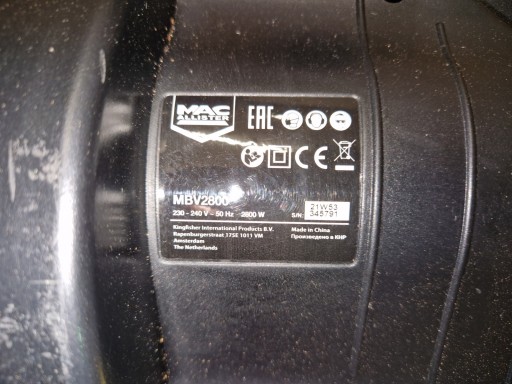 MAC
ALLISTER
EAC
CE
MBV2800
230 - 240 V ~ 50 Hz 2800 W
S/N: 21W53
345791
Kingfisher International Products B.V.
Rapenburgerstraat 175E 1011 VM
Amsterdam
The Netherlands
Made in China
Произведено в КНР